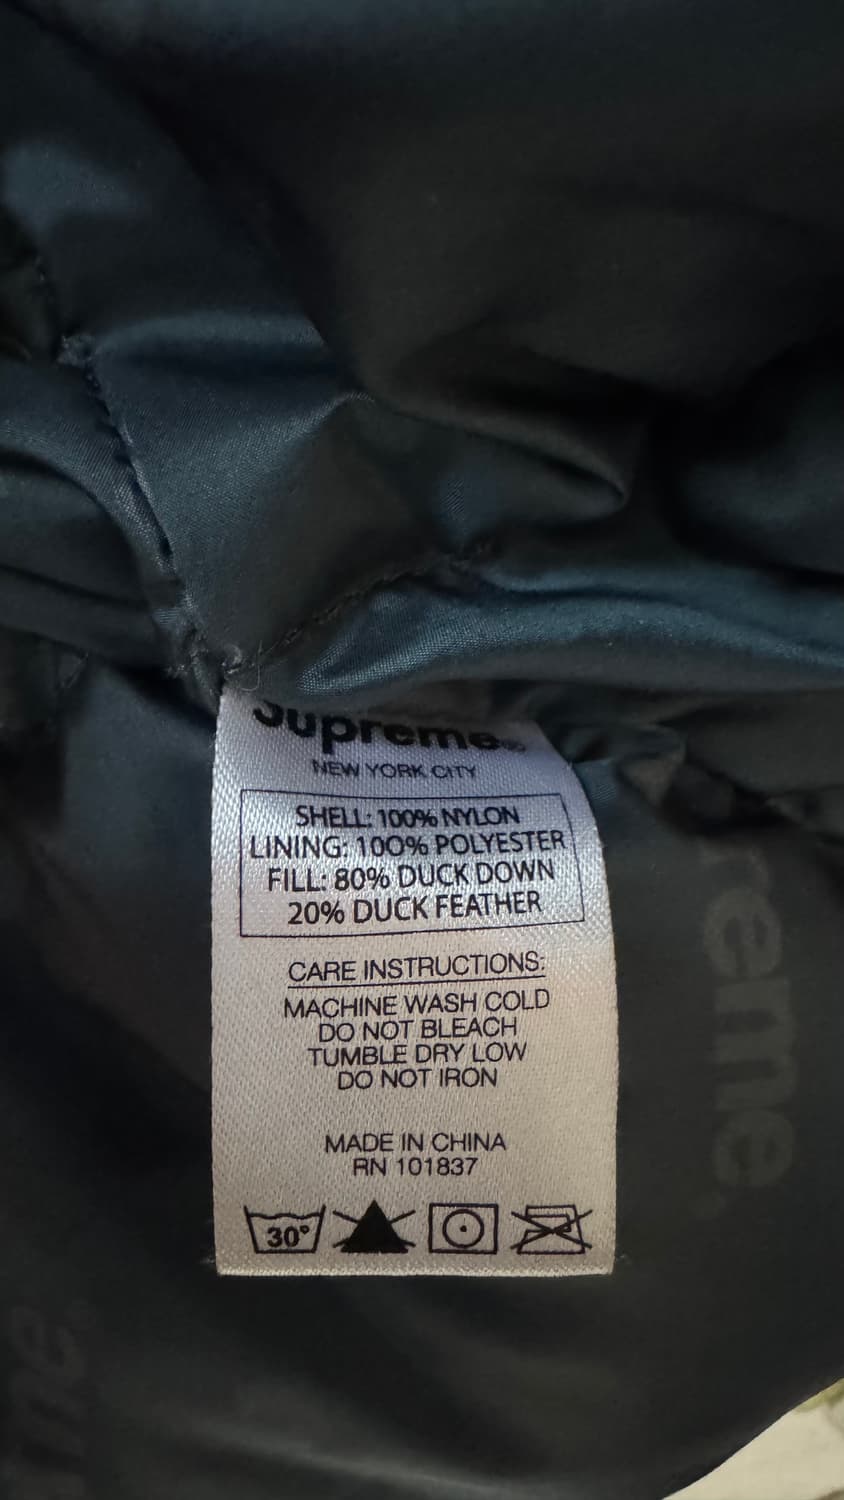 Supreme®
NEW YORK CITY
SHELL: 100% NYLON
LINING: 100% POLYESTER
FILL: 80% DUCK DOWN
20% DUCK FEATHER
CARE INSTRUCTIONS:
MACHINE WASH COLD
DO NOT BLEACH
TUMBLE DRY LOW
DO NOT IRON
MADE IN CHINA
RN 101837
30°
reme.